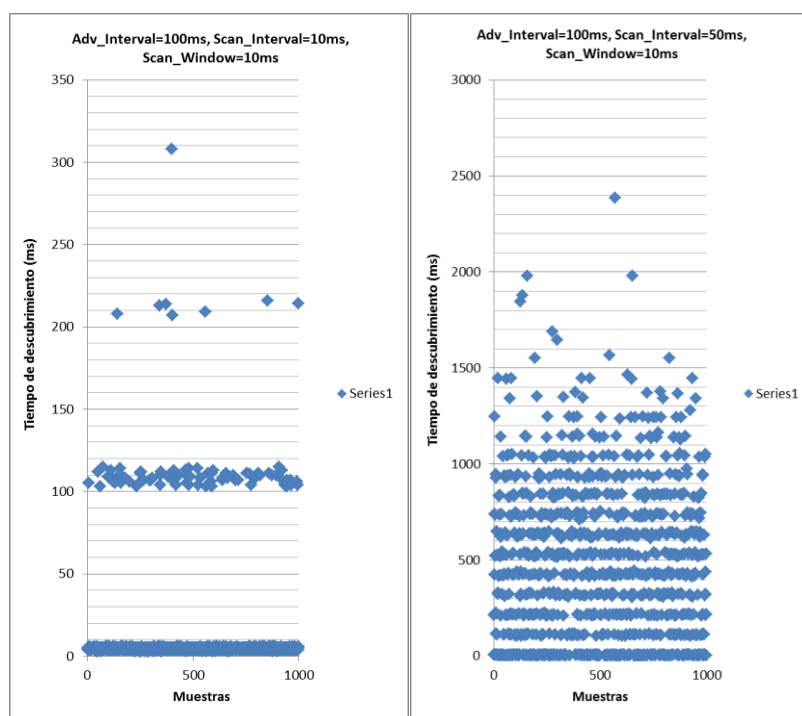 Adv_Interval=100ms, Scan_Interval=10ms,
Scan_Window=10ms
350
300
250
200
150
100
50
0
Tiempo de descubrimiento (ms)
0
500
1000
Muestras
Series1
Adv_Interval=100ms, Scan_Interval=50ms,
Scan_Window=10ms
3000
2500
2000
1500
1000
500
0
Tiempo de descubrimiento (ms)
0
500
1000
Muestras
Series1